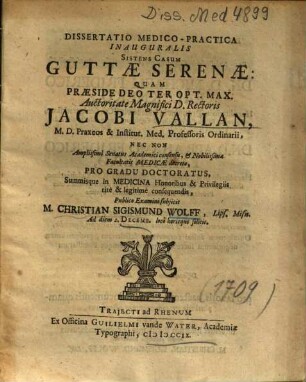 Diss. Med 4899
DISSERTATIO MEDICO-PRACTICA
INAUGURALIS
SISTENS CASUM
GUTTÆ SERENÆ:
QUAM
PRÆSIDE DEO TER OPT. MAX.
Auctoritate Magnifici D. Rectoris
JACOBI VALLAN,
M. D. Praxeos & Institut. Med. Professoris Ordinarii,
NEC NON
Amplissimi Senatus Academici consensu, & Nobilissimæ
Facultatis MEDICÆ decreto,
PRO GRADU DOCTORATUS,
Summisque in MEDICINA Honoribus & Privilegiis
ritè & legitimè consequendis,
Publico Examini subjicit
M. CHRISTIAN SIGISMUND WOLFF, Lips. Misn.
Ad diem 2. DECEMB. loco horisque solitis.
(1709)
TRAJECTI ad RHENUM
Ex Officina GUILIELMI vande WATER, Academiæ
Typographi, CIƆIƆCCIX.